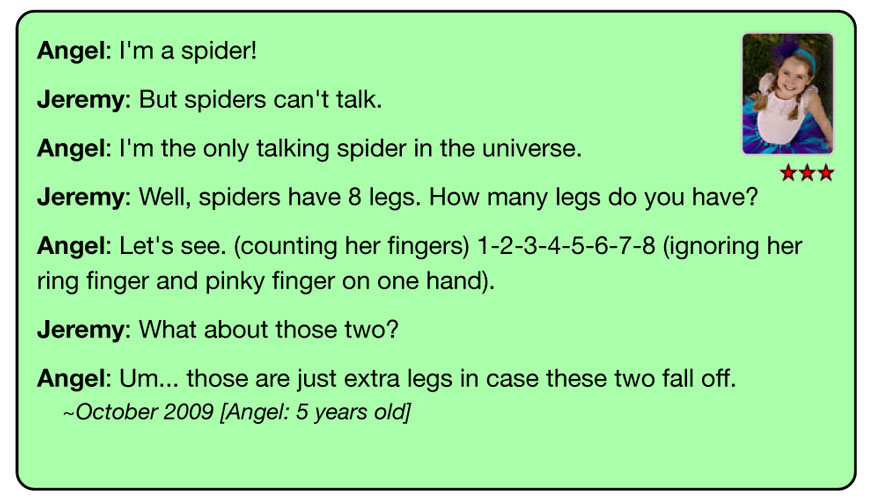 Angel: I'm a spider!
Jeremy: But spiders can't talk.
Angel: I'm the only talking spider in the universe.
Jeremy: Well, spiders have 8 legs. How many legs do you have?
Angel: Let's see. (counting her fingers) 1-2-3-4-5-6-7-8 (ignoring her
ring finger and pinky finger on one hand).
Jeremy: What about those two?
Angel: Um... those are just extra legs in case these two fall off.
~October 2009 [Angel: 5 years old]